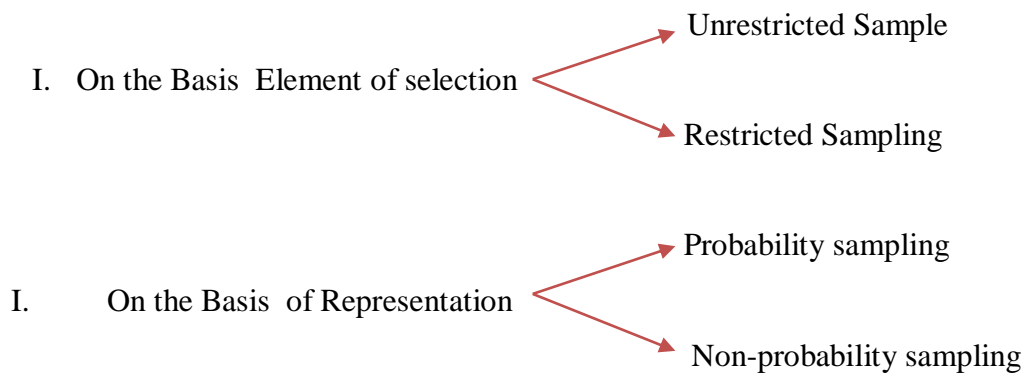 Unrestricted Sample
I. On the Basis Element of selection
Restricted Sampling
Probability sampling
I. On the Basis of Representation
Non-probability sampling